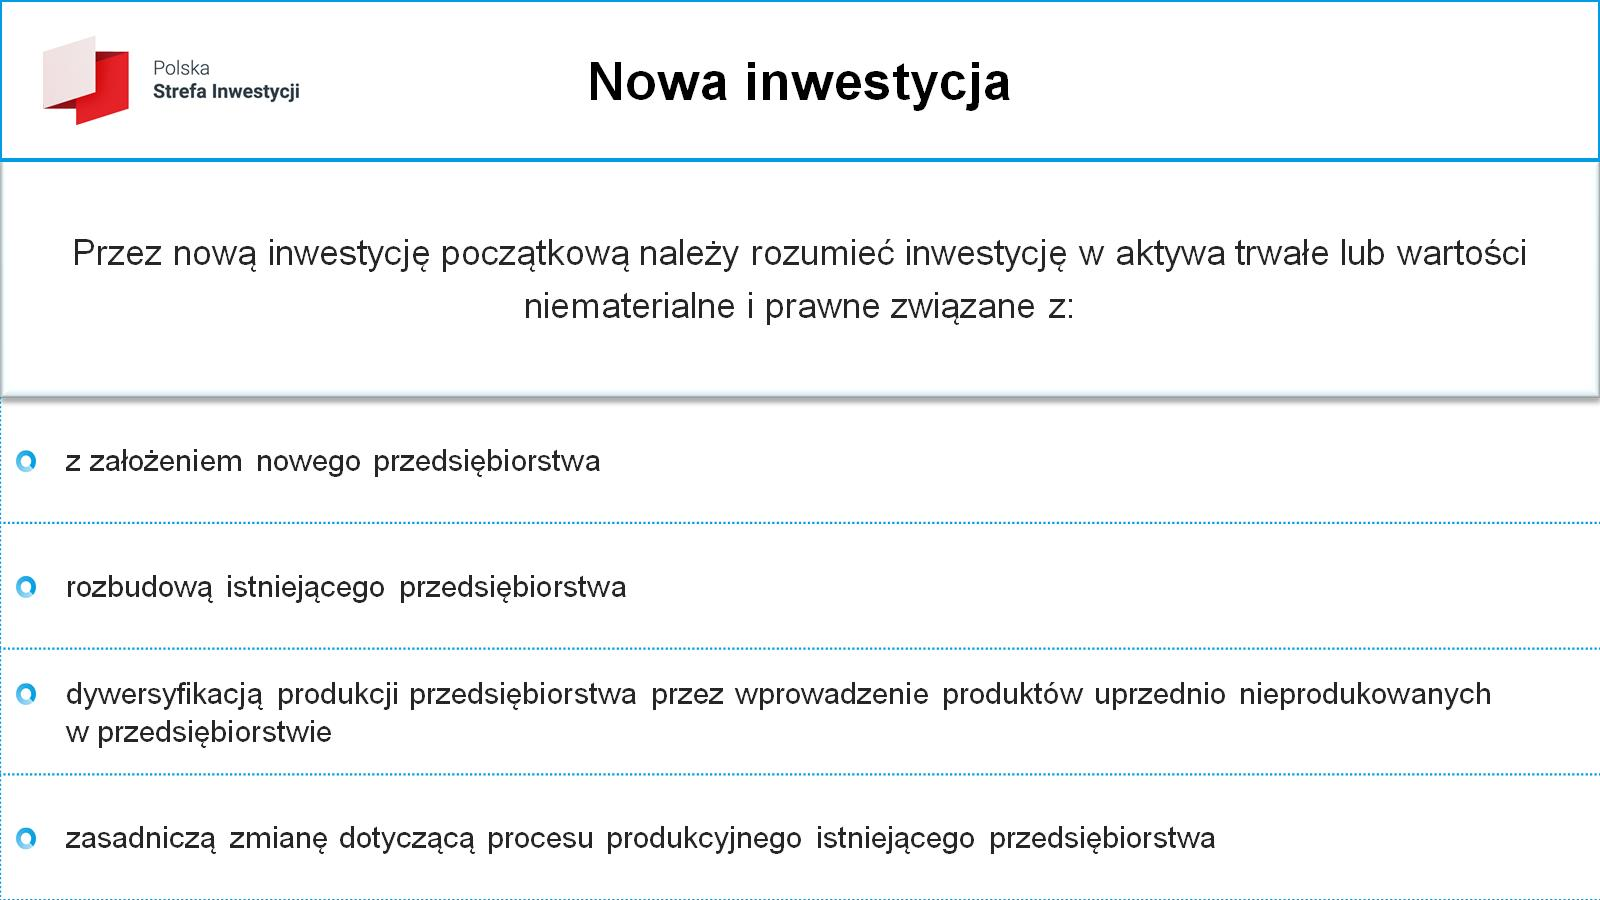 Polska
Strefa Inwestycji
Nowa inwestycja
Przez nową inwestycję początkową należy rozumieć inwestycję w aktywa trwałe lub wartości
niematerialne i prawne związane z:
z założeniem nowego przedsiębiorstwa
rozbudową istniejącego przedsiębiorstwa
dywersyfikacją produkcji przedsiębiorstwa przez wprowadzenie produktów uprzednio nieprodukowanych
w przedsiębiorstwie
zasadniczą zmianę dotyczącą procesu produkcyjnego istniejącego przedsiębiorstwa